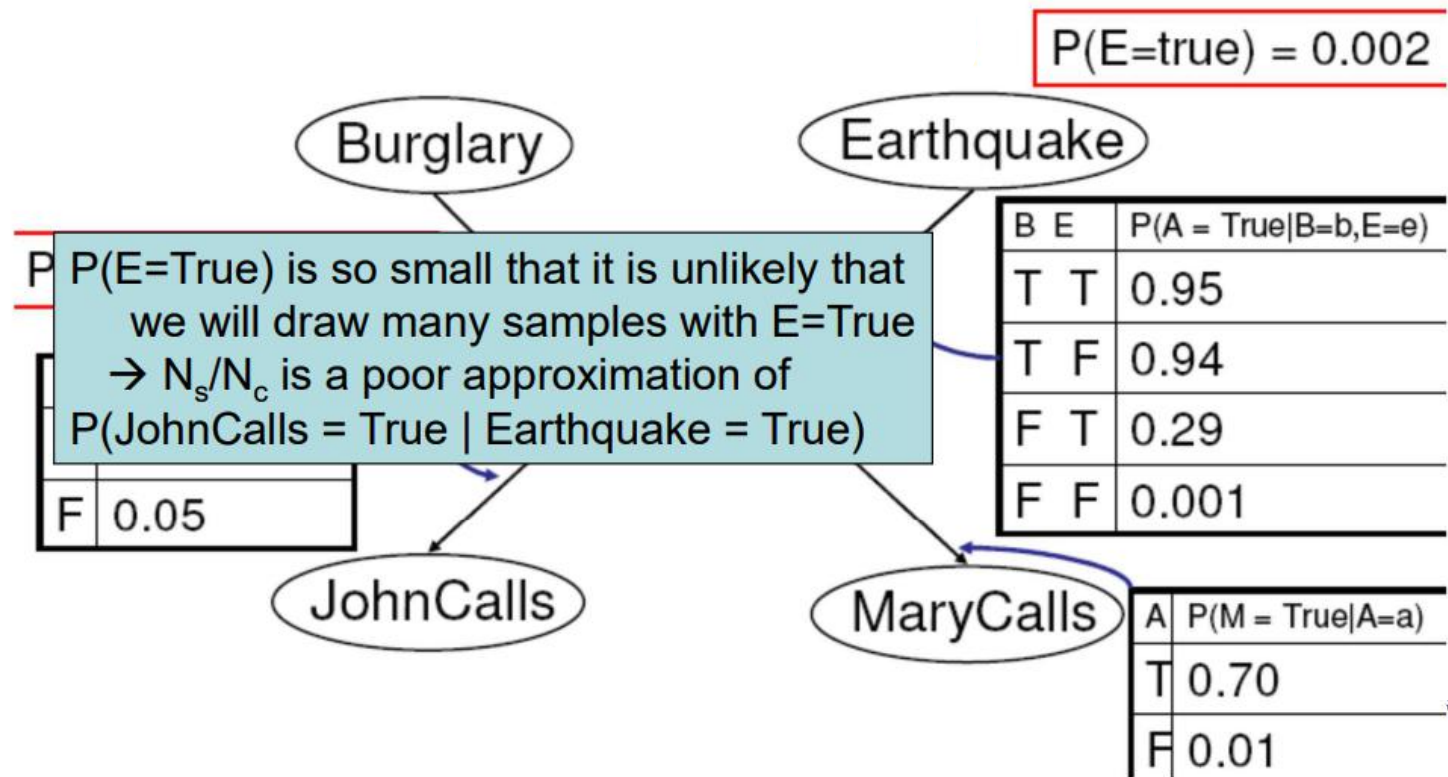 P(E=true) = 0.002
Burglary
Earthquake
P
P(E=True) is so small that it is unlikely that
we will draw many samples with E=True
→ Ns/Nc is a poor approximation of
P(JohnCalls = True | Earthquake = True)
B E P(A = True|B=b,E=e)
T T 0.95
T F 0.94
F T 0.29
F F 0.001
F 0.05
JohnCalls
MaryCalls
A P(M = True|A=a)
T 0.70
F 0.01